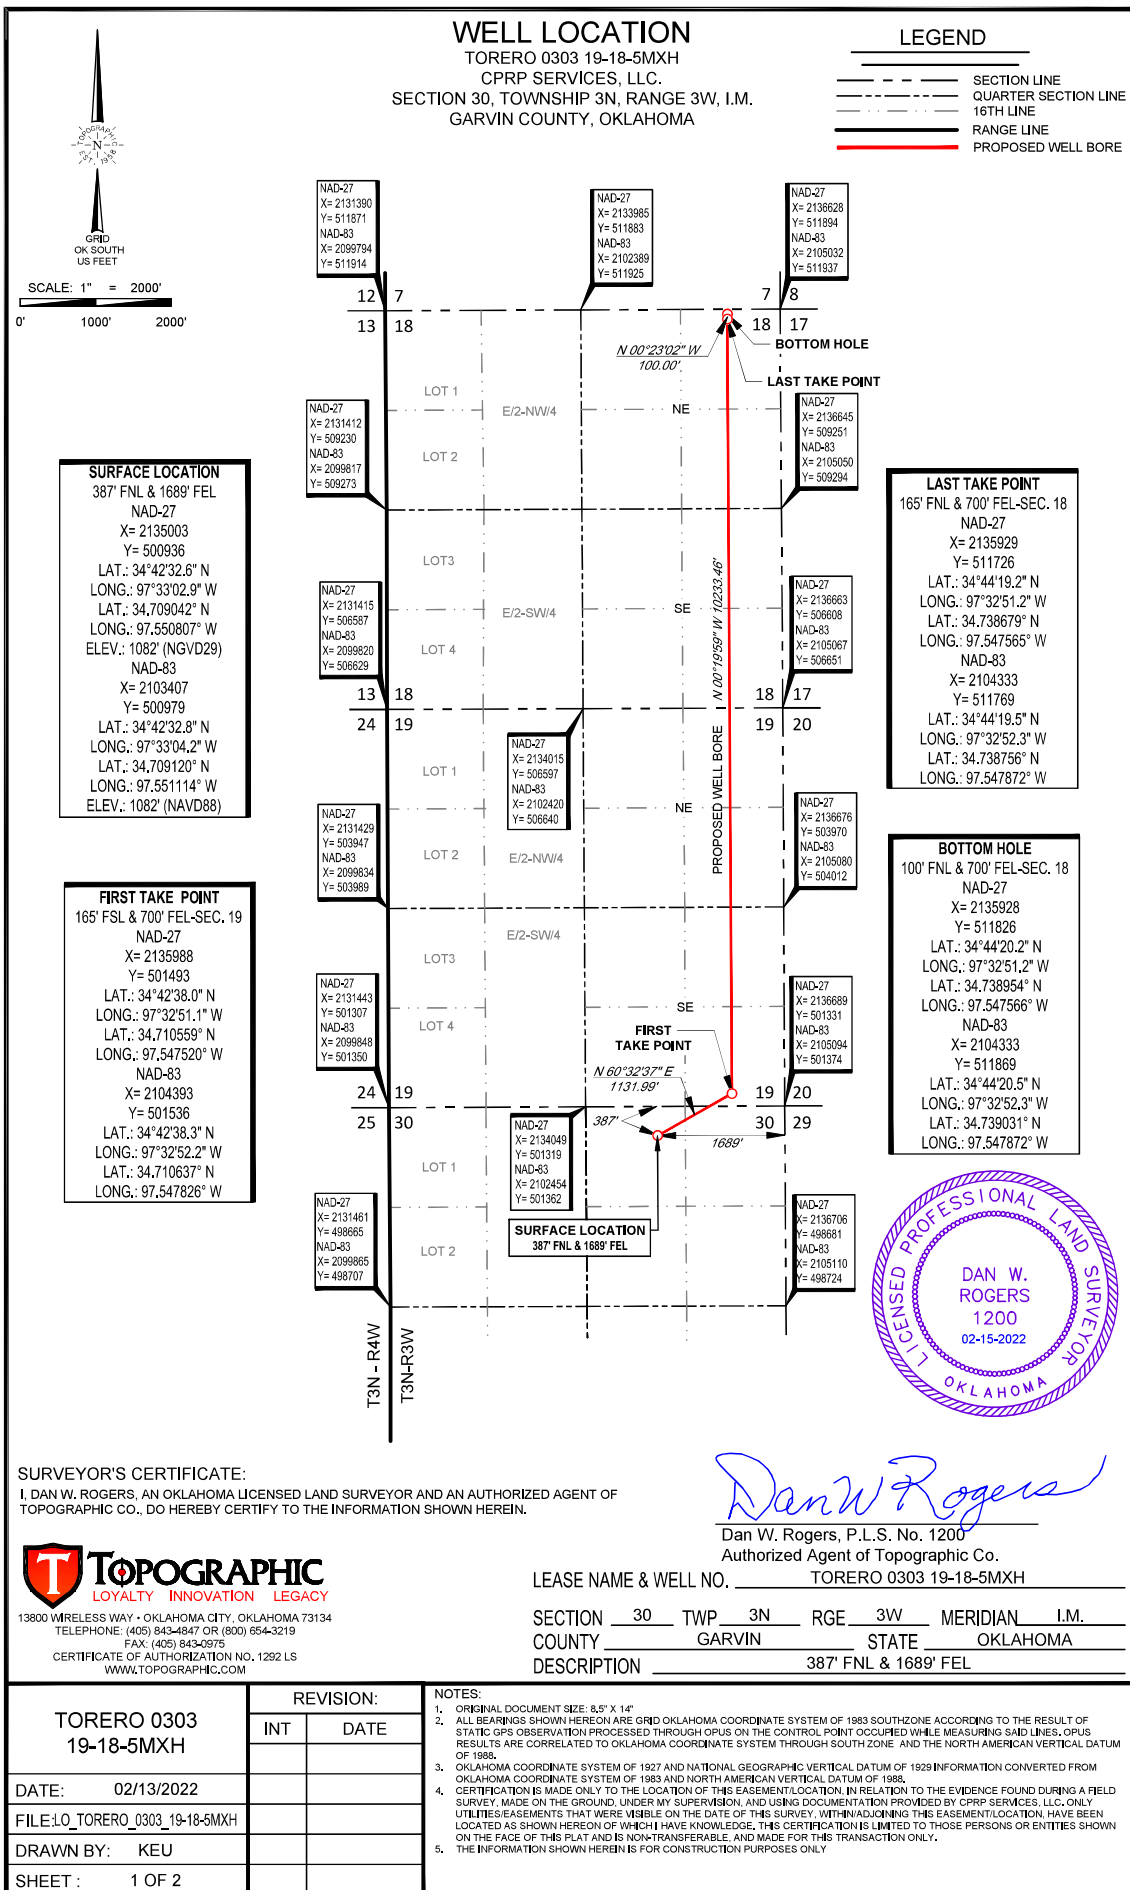 WELL LOCATION
TORERO 0303 19-18-5MXH
CPRP SERVICES, LLC.
SECTION 30, TOWNSHIP 3N, RANGE 3W, I.M.
GARVIN COUNTY, OKLAHOMA
LEGEND
SECTION LINE
QUARTER SECTION LINE
16TH LINE
RANGE LINE
PROPOSED WELL BORE
TOPOGRAPHIC
N
EST. 1958
GRID
OK SOUTH
US FEET
SCALE: 1" = 2000'
0' 1000' 2000'
NAD-27
X= 2131390
Y= 511871
NAD-83
X= 2099794
Y= 511914
NAD-27
X= 2133985
Y= 511883
NAD-83
X= 2102389
Y= 511925
NAD-27
X= 2136628
Y= 511894
NAD-83
X= 2105032
Y= 511937
12 7
13 18
7 8
18 17
BOTTOM HOLE
N 00°23'02" W
100.00'
LAST TAKE POINT
LOT 1
E/2-NW/4
NE
LOT 2
NAD-27
X= 2131412
Y= 509230
NAD-83
X= 2099817
Y= 509273
NAD-27
X= 2136645
Y= 509251
NAD-83
X= 2105050
Y= 509294
SURFACE LOCATION
387' FNL & 1689' FEL
NAD-27
X= 2135003
Y= 500936
LAT.: 34°42'32.6" N
LONG.: 97°33'02.9" W
LAT.: 34.709042° N
LONG.: 97.550807° W
ELEV.: 1082' (NGVD29)
NAD-83
X= 2103407
Y= 500979
LAT.: 34°42'32.8" N
LONG.: 97°33'04.2" W
LAT.: 34.709120° N
LONG.: 97.551114° W
ELEV.: 1082' (NAVD88)
LAST TAKE POINT
165' FNL & 700' FEL-SEC. 18
NAD-27
X= 2135929
Y= 511726
LAT.: 34°44'19.2" N
LONG.: 97°32'51.2" W
LAT.: 34.738679° N
LONG.: 97.547565° W
NAD-83
X= 2104333
Y= 511769
LAT.: 34°44'19.5" N
LONG.: 97°32'52.3" W
LAT.: 34.738756° N
LONG.: 97.547872° W
LOT3
E/2-SW/4
SE
LOT 4
N 00°19'59" W 10233.46'
PROPOSED WELL BORE
NAD-27
X= 2131415
Y= 506587
NAD-83
X= 2099820
Y= 506629
NAD-27
X= 2136663
Y= 506608
NAD-83
X= 2105067
Y= 506651
13 18
24 19
18 17
19 20
NAD-27
X= 2134015
Y= 506597
NAD-83
X= 2102420
Y= 506640
LOT 1
NE
LOT 2
E/2-NW/4
NAD-27
X= 2131429
Y= 503947
NAD-83
X= 2099834
Y= 503989
NAD-27
X= 2136676
Y= 503970
NAD-83
X= 2105080
Y= 504012
FIRST TAKE POINT
165' FSL & 700' FEL-SEC. 19
NAD-27
X= 2135988
Y= 501493
LAT.: 34°42'38.0" N
LONG.: 97°32'51.1" W
LAT.: 34.710559° N
LONG.: 97.547520° W
NAD-83
X= 2104393
Y= 501536
LAT.: 34°42'38.3" N
LONG.: 97°32'52.2" W
LAT.: 34.710637° N
LONG.: 97.547826° W
BOTTOM HOLE
100' FNL & 700' FEL-SEC. 18
NAD-27
X= 2135928
Y= 511826
LAT.: 34°44'20.2" N
LONG.: 97°32'51.2" W
LAT.: 34.738954° N
LONG.: 97.547566° W
NAD-83
X= 2104333
Y= 511869
LAT.: 34°44'20.5" N
LONG.: 97°32'52.3" W
LAT.: 34.739031° N
LONG.: 97.547872° W
E/2-SW/4
LOT3
SE
LOT 4
NAD-27
X= 2131443
Y= 501307
NAD-83
X= 2099848
Y= 501350
NAD-27
X= 2136689
Y= 501331
NAD-83
X= 2105094
Y= 501374
FIRST
TAKE POINT
N 60°32'37" E
1131.99'
24 19
25 30
19 20
30 29
387'
1689'
NAD-27
X= 2134049
Y= 501319
NAD-83
X= 2102454
Y= 501362
LOT 1
LOT 2
SURFACE LOCATION
387' FNL & 1689' FEL
NAD-27
X= 2131461
Y= 498665
NAD-83
X= 2099865
Y= 498707
NAD-27
X= 2136706
Y= 498681
NAD-83
X= 2105110
Y= 498724
T3N - R4W
T3N-R3W
LICENSED PROFESSIONAL LAND SURVEYOR
DAN W.
ROGERS
1200
02-15-2022
OKLAHOMA
SURVEYOR'S CERTIFICATE:
I, DAN W. ROGERS, AN OKLAHOMA LICENSED LAND SURVEYOR AND AN AUTHORIZED AGENT OF
TOPOGRAPHIC CO., DO HEREBY CERTIFY TO THE INFORMATION SHOWN HEREIN.
Dan W Rogers
Dan W. Rogers, P.L.S. No. 1200
Authorized Agent of Topographic Co.
T TOPOGRAPHIC
LOYALTY INNOVATION LEGACY
13800 WIRELESS WAY • OKLAHOMA CITY, OKLAHOMA 73134
TELEPHONE: (405) 843-4847 OR (800) 654-3219
FAX: (405) 843-0975
CERTIFICATE OF AUTHORIZATION NO. 1292 LS
WWW.TOPOGRAPHIC.COM
LEASE NAME & WELL NO. TORERO 0303 19-18-5MXH
SECTION 30 TWP 3N RGE 3W MERIDIAN I.M.
COUNTY GARVIN STATE OKLAHOMA
DESCRIPTION 387' FNL & 1689' FEL
TORERO 0303
19-18-5MXH
REVISION:
INT DATE
DATE: 02/13/2022
FILE:LO_TORERO_0303_19-18-5MXH
DRAWN BY: KEU
SHEET : 1 OF 2
NOTES:
1. ORIGINAL DOCUMENT SIZE: 8.5" X 14"
2. ALL BEARINGS SHOWN HEREON ARE GRID OKLAHOMA COORDINATE SYSTEM OF 1983 SOUTHZONE ACCORDING TO THE RESULT OF
STATIC GPS OBSERVATION PROCESSED THROUGH OPUS ON THE CONTROL POINT OCCUPIED WHILE MEASURING SAID LINES. OPUS
RESULTS ARE CORRELATED TO OKLAHOMA COORDINATE SYSTEM THROUGH SOUTH ZONE AND THE NORTH AMERICAN VERTICAL DATUM
OF 1988.
3. OKLAHOMA COORDINATE SYSTEM OF 1927 AND NATIONAL GEOGRAPHIC VERTICAL DATUM OF 1929 INFORMATION CONVERTED FROM
OKLAHOMA COORDINATE SYSTEM OF 1983 AND NORTH AMERICAN VERTICAL DATUM OF 1988.
4. CERTIFICATION IS MADE ONLY TO THE LOCATION OF THIS EASEMENT/LOCATION, IN RELATION TO THE EVIDENCE FOUND DURING A FIELD
SURVEY, MADE ON THE GROUND, UNDER MY SUPERVISION, AND USING DOCUMENTATION PROVIDED BY CPRP SERVICES, LLC. ONLY
UTILITIES/EASEMENTS THAT WERE VISIBLE ON THE DATE OF THIS SURVEY, WITHIN/ADJOINING THIS EASEMENT/LOCATION, HAVE BEEN
LOCATED AS SHOWN HEREON OF WHICH I HAVE KNOWLEDGE. THIS CERTIFICATION IS LIMITED TO THOSE PERSONS OR ENTITIES SHOWN
ON THE FACE OF THIS PLAT AND IS NON-TRANSFERABLE, AND MADE FOR THIS TRANSACTION ONLY.
5. THE INFORMATION SHOWN HEREIN IS FOR CONSTRUCTION PURPOSES ONLY